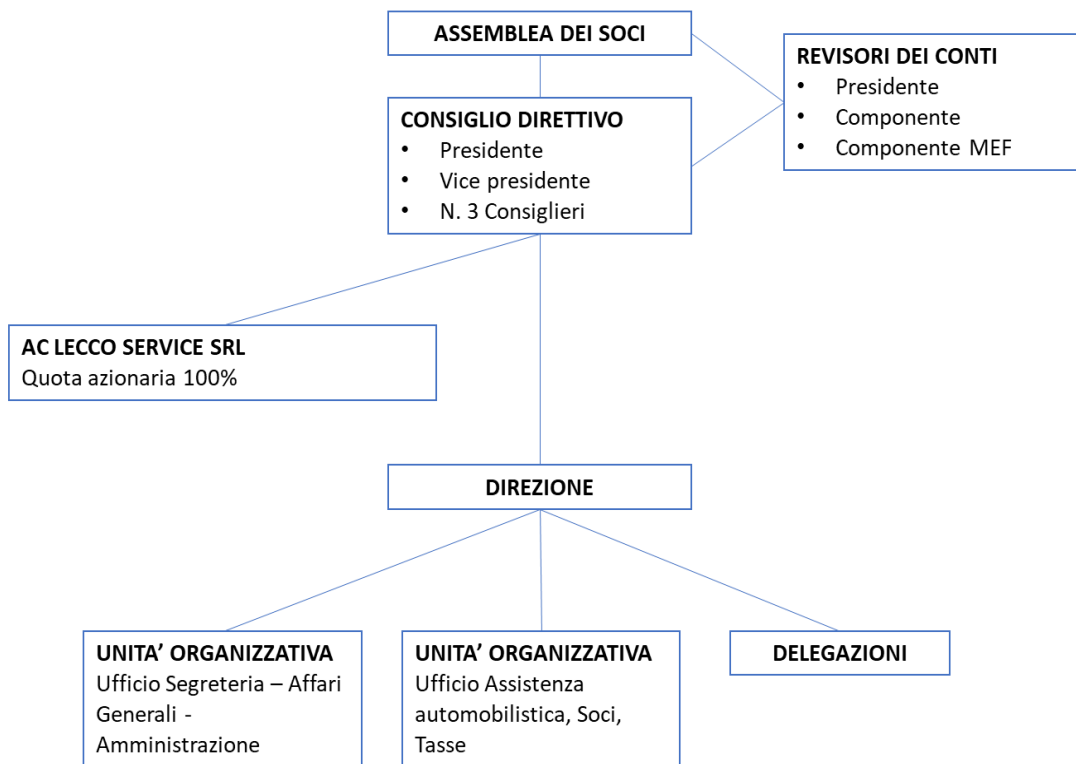 ASSEMBLEA DEI SOCI
REVISORI DEI CONTI
• Presidente
• Componente
• Componente MEF
CONSIGLIO DIRETTIVO
• Presidente
• Vice presidente
• N. 3 Consiglieri
AC LECCO SERVICE SRL
Quota azionaria 100%
DIREZIONE
UNITA’ ORGANIZZATIVA
Ufficio Segreteria – Affari
Generali -
Amministrazione
UNITA’ ORGANIZZATIVA
Ufficio Assistenza
automobilistica, Soci,
Tasse
DELEGAZIONI